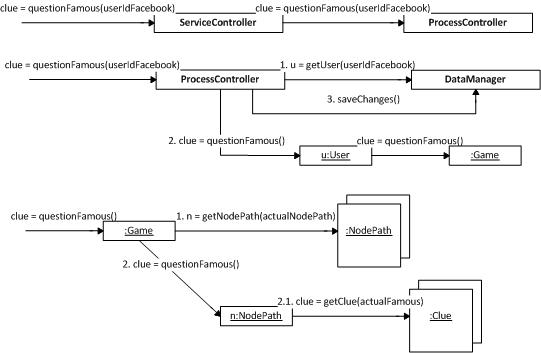 clue = questionFamous(userIdFacebook) clue = questionFamous(userIdFacebook)
ServiceController ProcessController
clue = questionFamous(userIdFacebook) 1. u = getUser(userIdFacebook)
ProcessController DataManager
3. saveChanges()
2. clue = questionFamous() clue = questionFamous()
u:User :Game
clue = questionFamous() 1. n = getNodePath(actualNodePath)
:Game :NodePath
2. clue = questionFamous()
2.1. clue = getClue(actualFamous)
n:NodePath :Clue